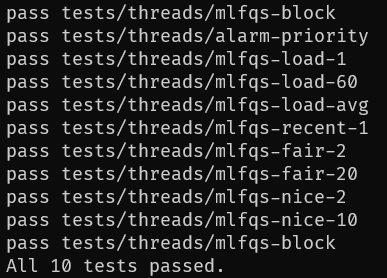 pass tests/threads/mlfqs-block
pass tests/threads/alarm-priority
pass tests/threads/mlfqs-load-1
pass tests/threads/mlfqs-load-60
pass tests/threads/mlfqs-load-avg
pass tests/threads/mlfqs-recent-1
pass tests/threads/mlfqs-fair-2
pass tests/threads/mlfqs-fair-20
pass tests/threads/mlfqs-nice-2
pass tests/threads/mlfqs-nice-10
pass tests/threads/mlfqs-block
All 10 tests passed.